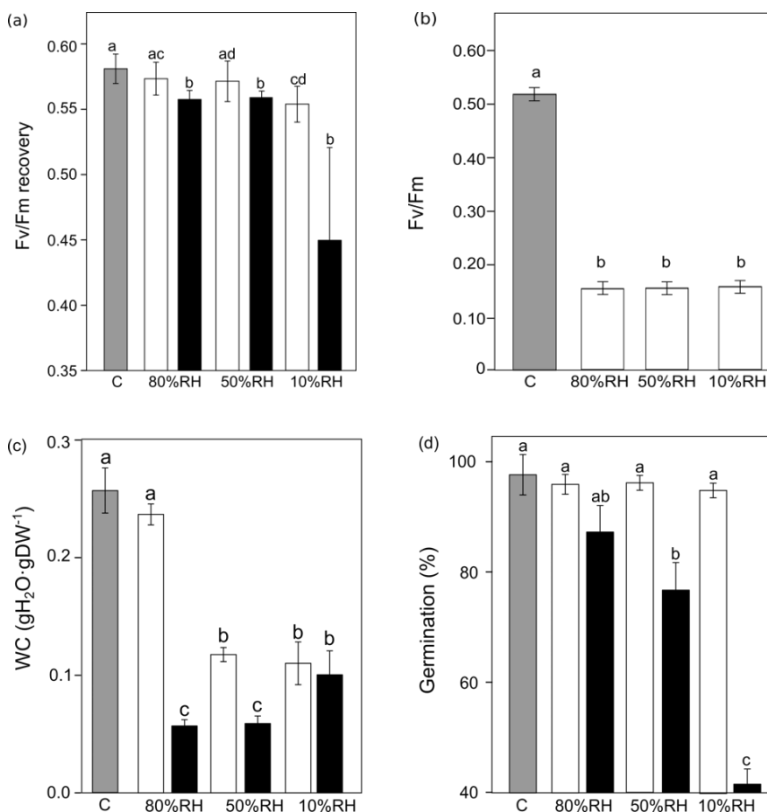 (a)
Fv/Fm recovery
0.60
0.55
0.50
0.45
0.40
0.35
a
ac
b
ad
b
cd
b
C 80%RH 50%RH 10%RH
(b)
Fv/Fm
0.60
0.50
0.40
0.30
0.20
0.10
0
a
b
b
b
C 80%RH 50%RH 10%RH
(c)
WC (gH₂O·gDW⁻¹)
0.3
0.2
0.1
0.0
a
a
c
b
c
b
b
C 80%RH 50%RH 10%RH
(d)
Germination (%)
100
80
60
40
a
a
ab
a
b
a
c
C 80%RH 50%RH 10%RH